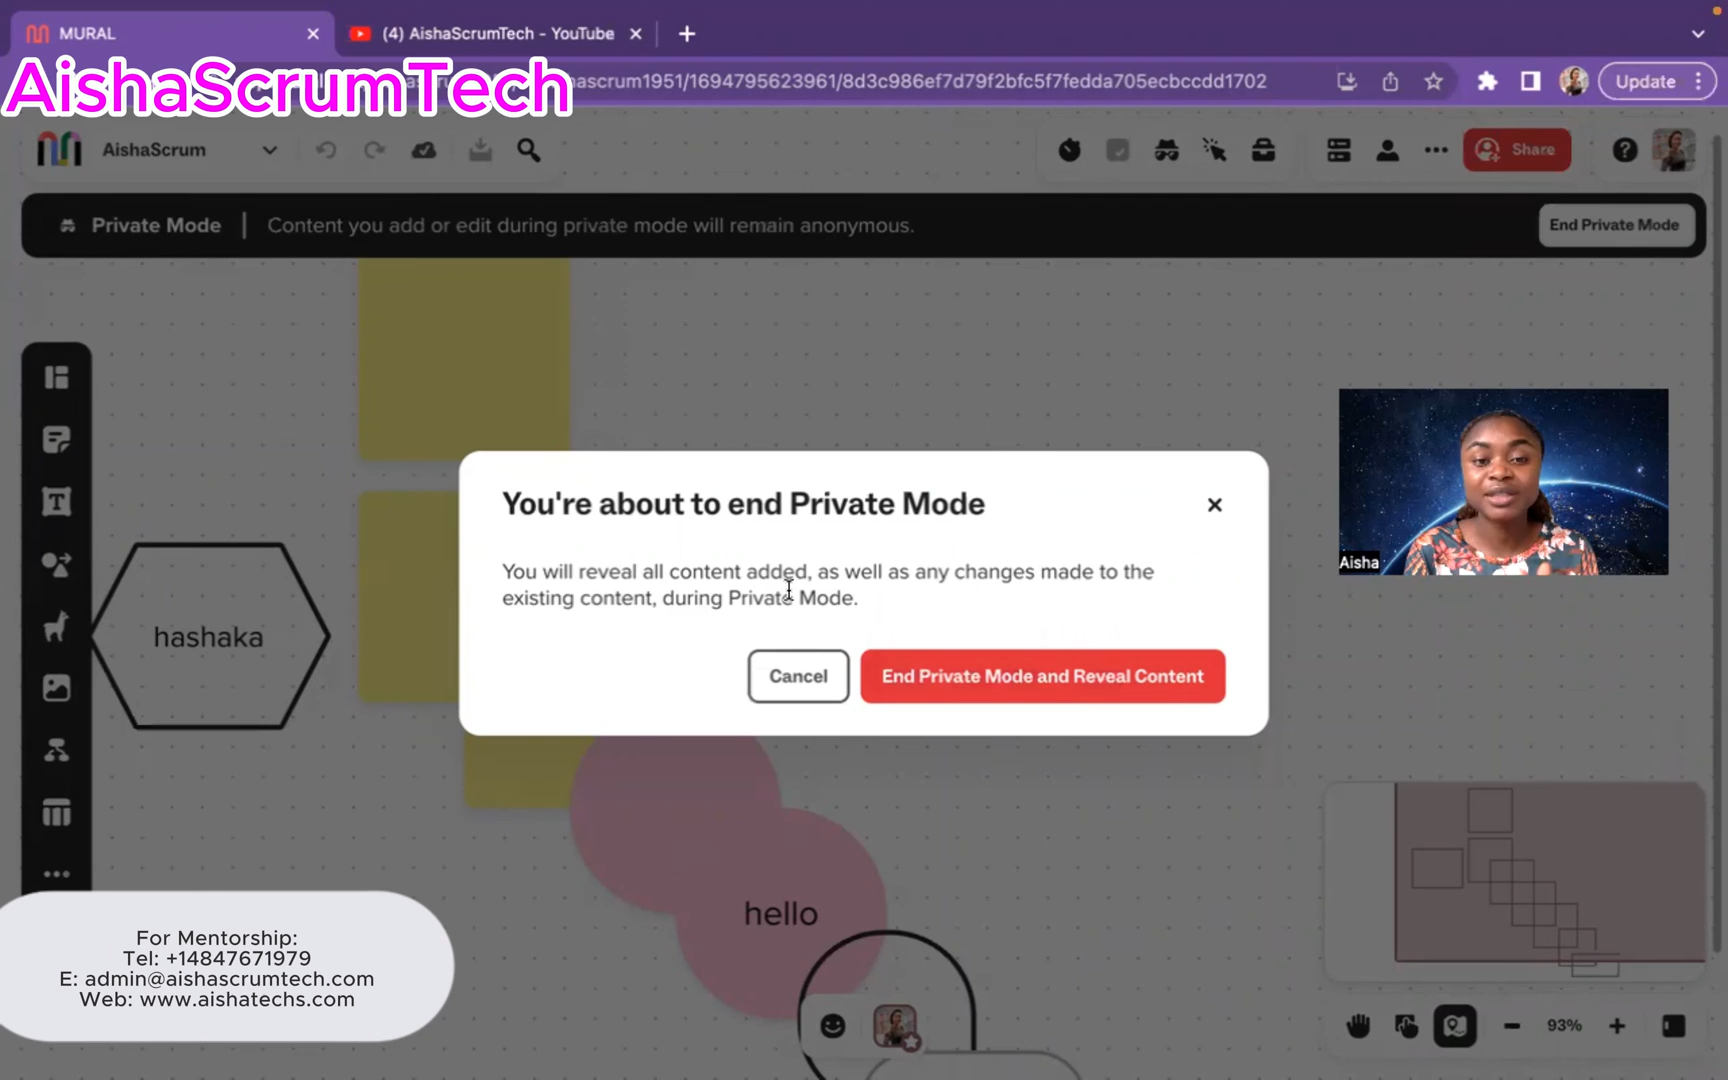 MURAL
(4) AishaScrumTech - YouTube
AishaScrumTech
ascrum1951/1694795623961/8d3c986ef7d79f2bfc5f7fedda705ecbccdd1702
Update
AishaScrum
Share
Private Mode
Content you add or edit during private mode will remain anonymous.
End Private Mode
You're about to end Private Mode
You will reveal all content added, as well as any changes made to the
existing content, during Private Mode.
Cancel
End Private Mode and Reveal Content
Aisha
hashaka
hello
For Mentorship:
Tel: +14847671979
E: admin@aishascrumtech.com
Web: www.aishatechs.com
93%